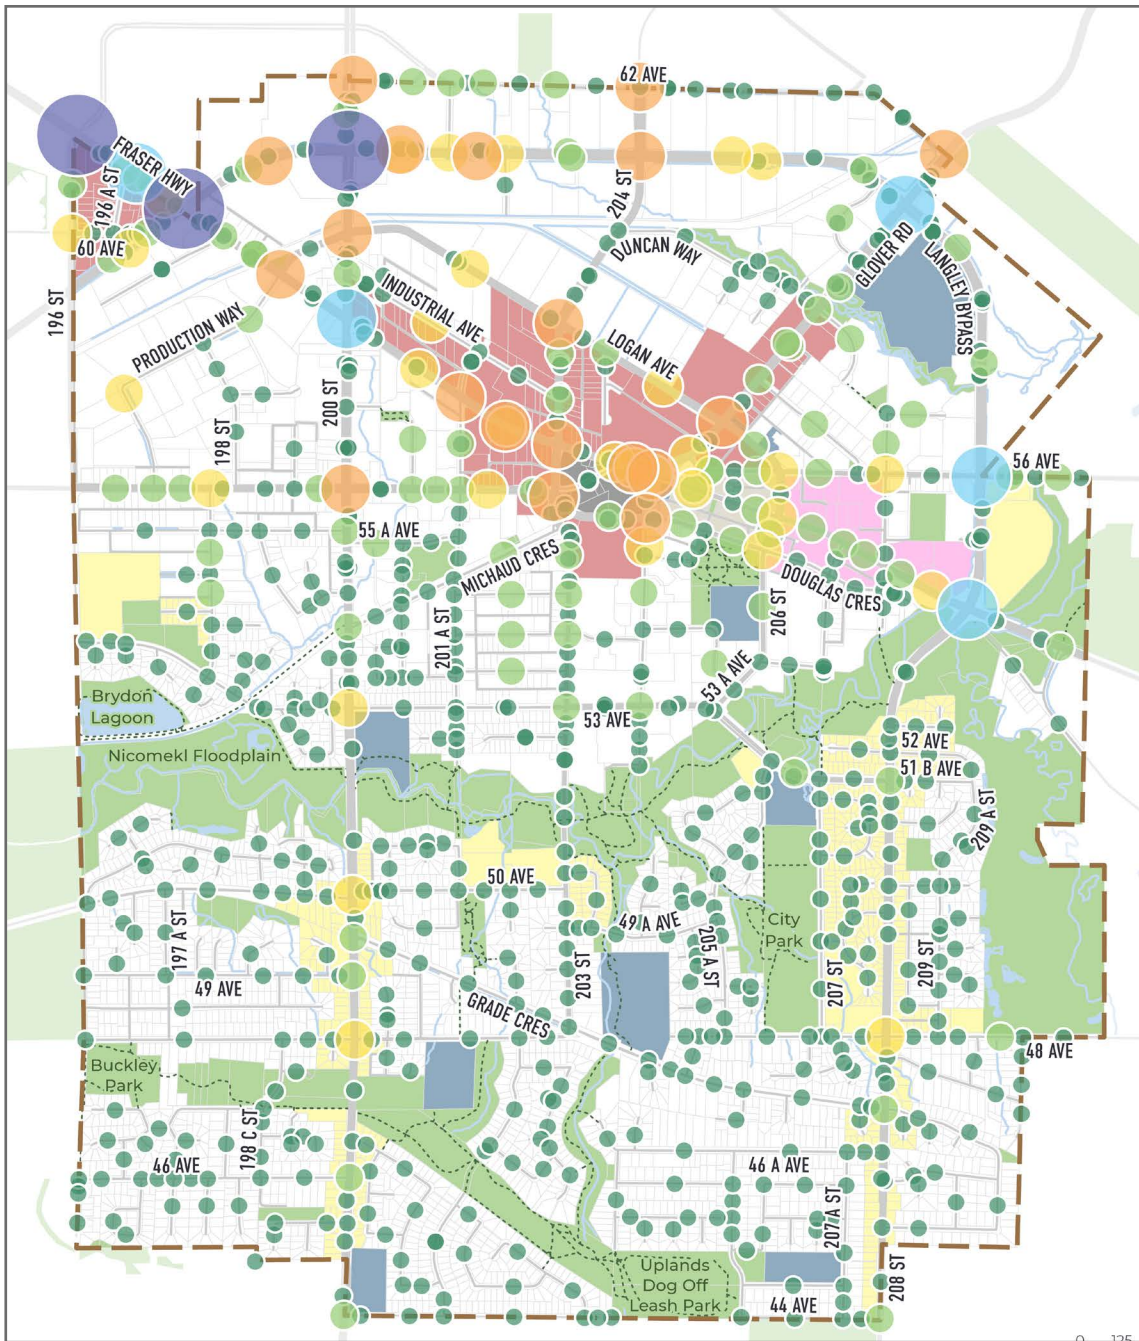 62 AVE
FRASER HWY
196 A ST
60 AVE
204 ST
DUNCAN WAY
GLOVER RD
LANGLEY BYPASS
196 ST
PRODUCTION WAY
INDUSTRIAL AVE
LOGAN AVE
200 ST
198 ST
56 AVE
55 A AVE
MICHAUD CRES
DOUGLAS CRES
206 ST
201 A ST
53 A AVE
Brydon
Lagoon
53 AVE
Nicomekl Floodplain
52 AVE
51 B AVE
209 A ST
50 AVE
49 A AVE
City
Park
197 A ST
205 A ST
203 ST
207 ST
209 ST
49 AVE
GRADE CRES
48 AVE
Buckley
Park
198 C ST
46 AVE
46 A AVE
207 A ST
208 ST
Uplands
Dog Off
Leash Park
44 AVE
0 125